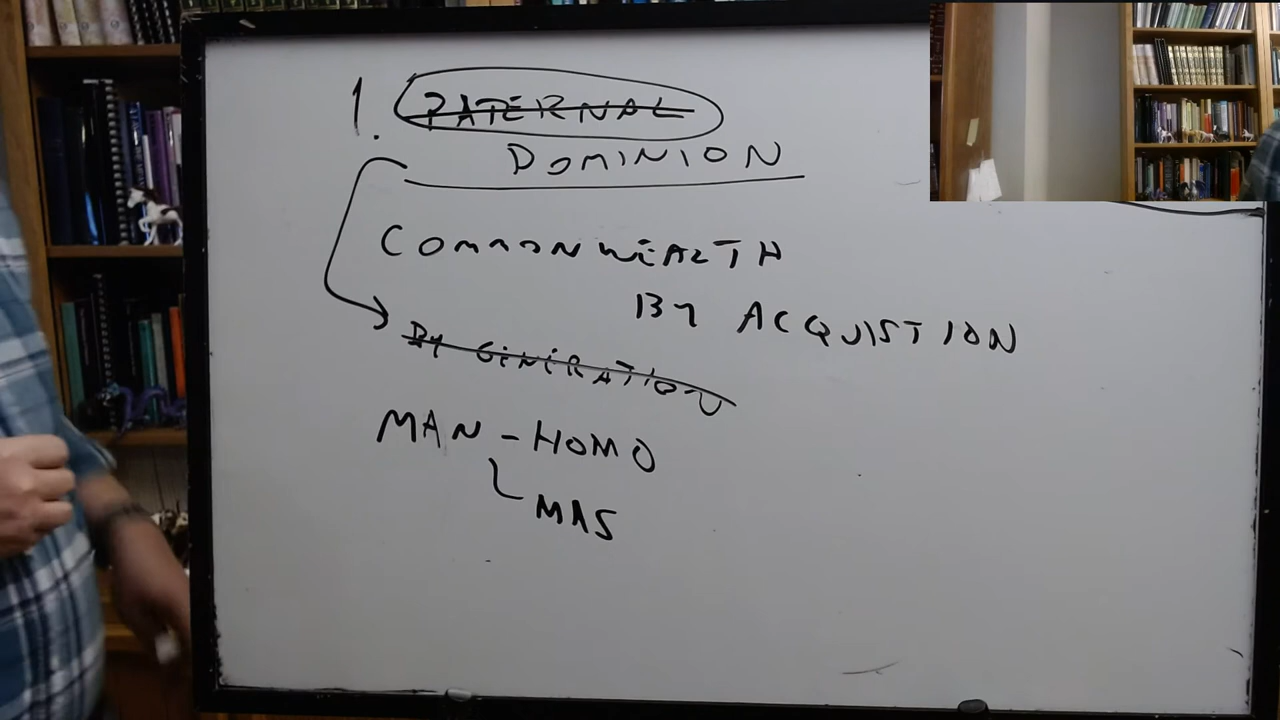 1. PATERNAL
DOMINION
COMMONWEALTH
BY ACQUISTION
BY GENERATION
MAN - HOMO
MAS